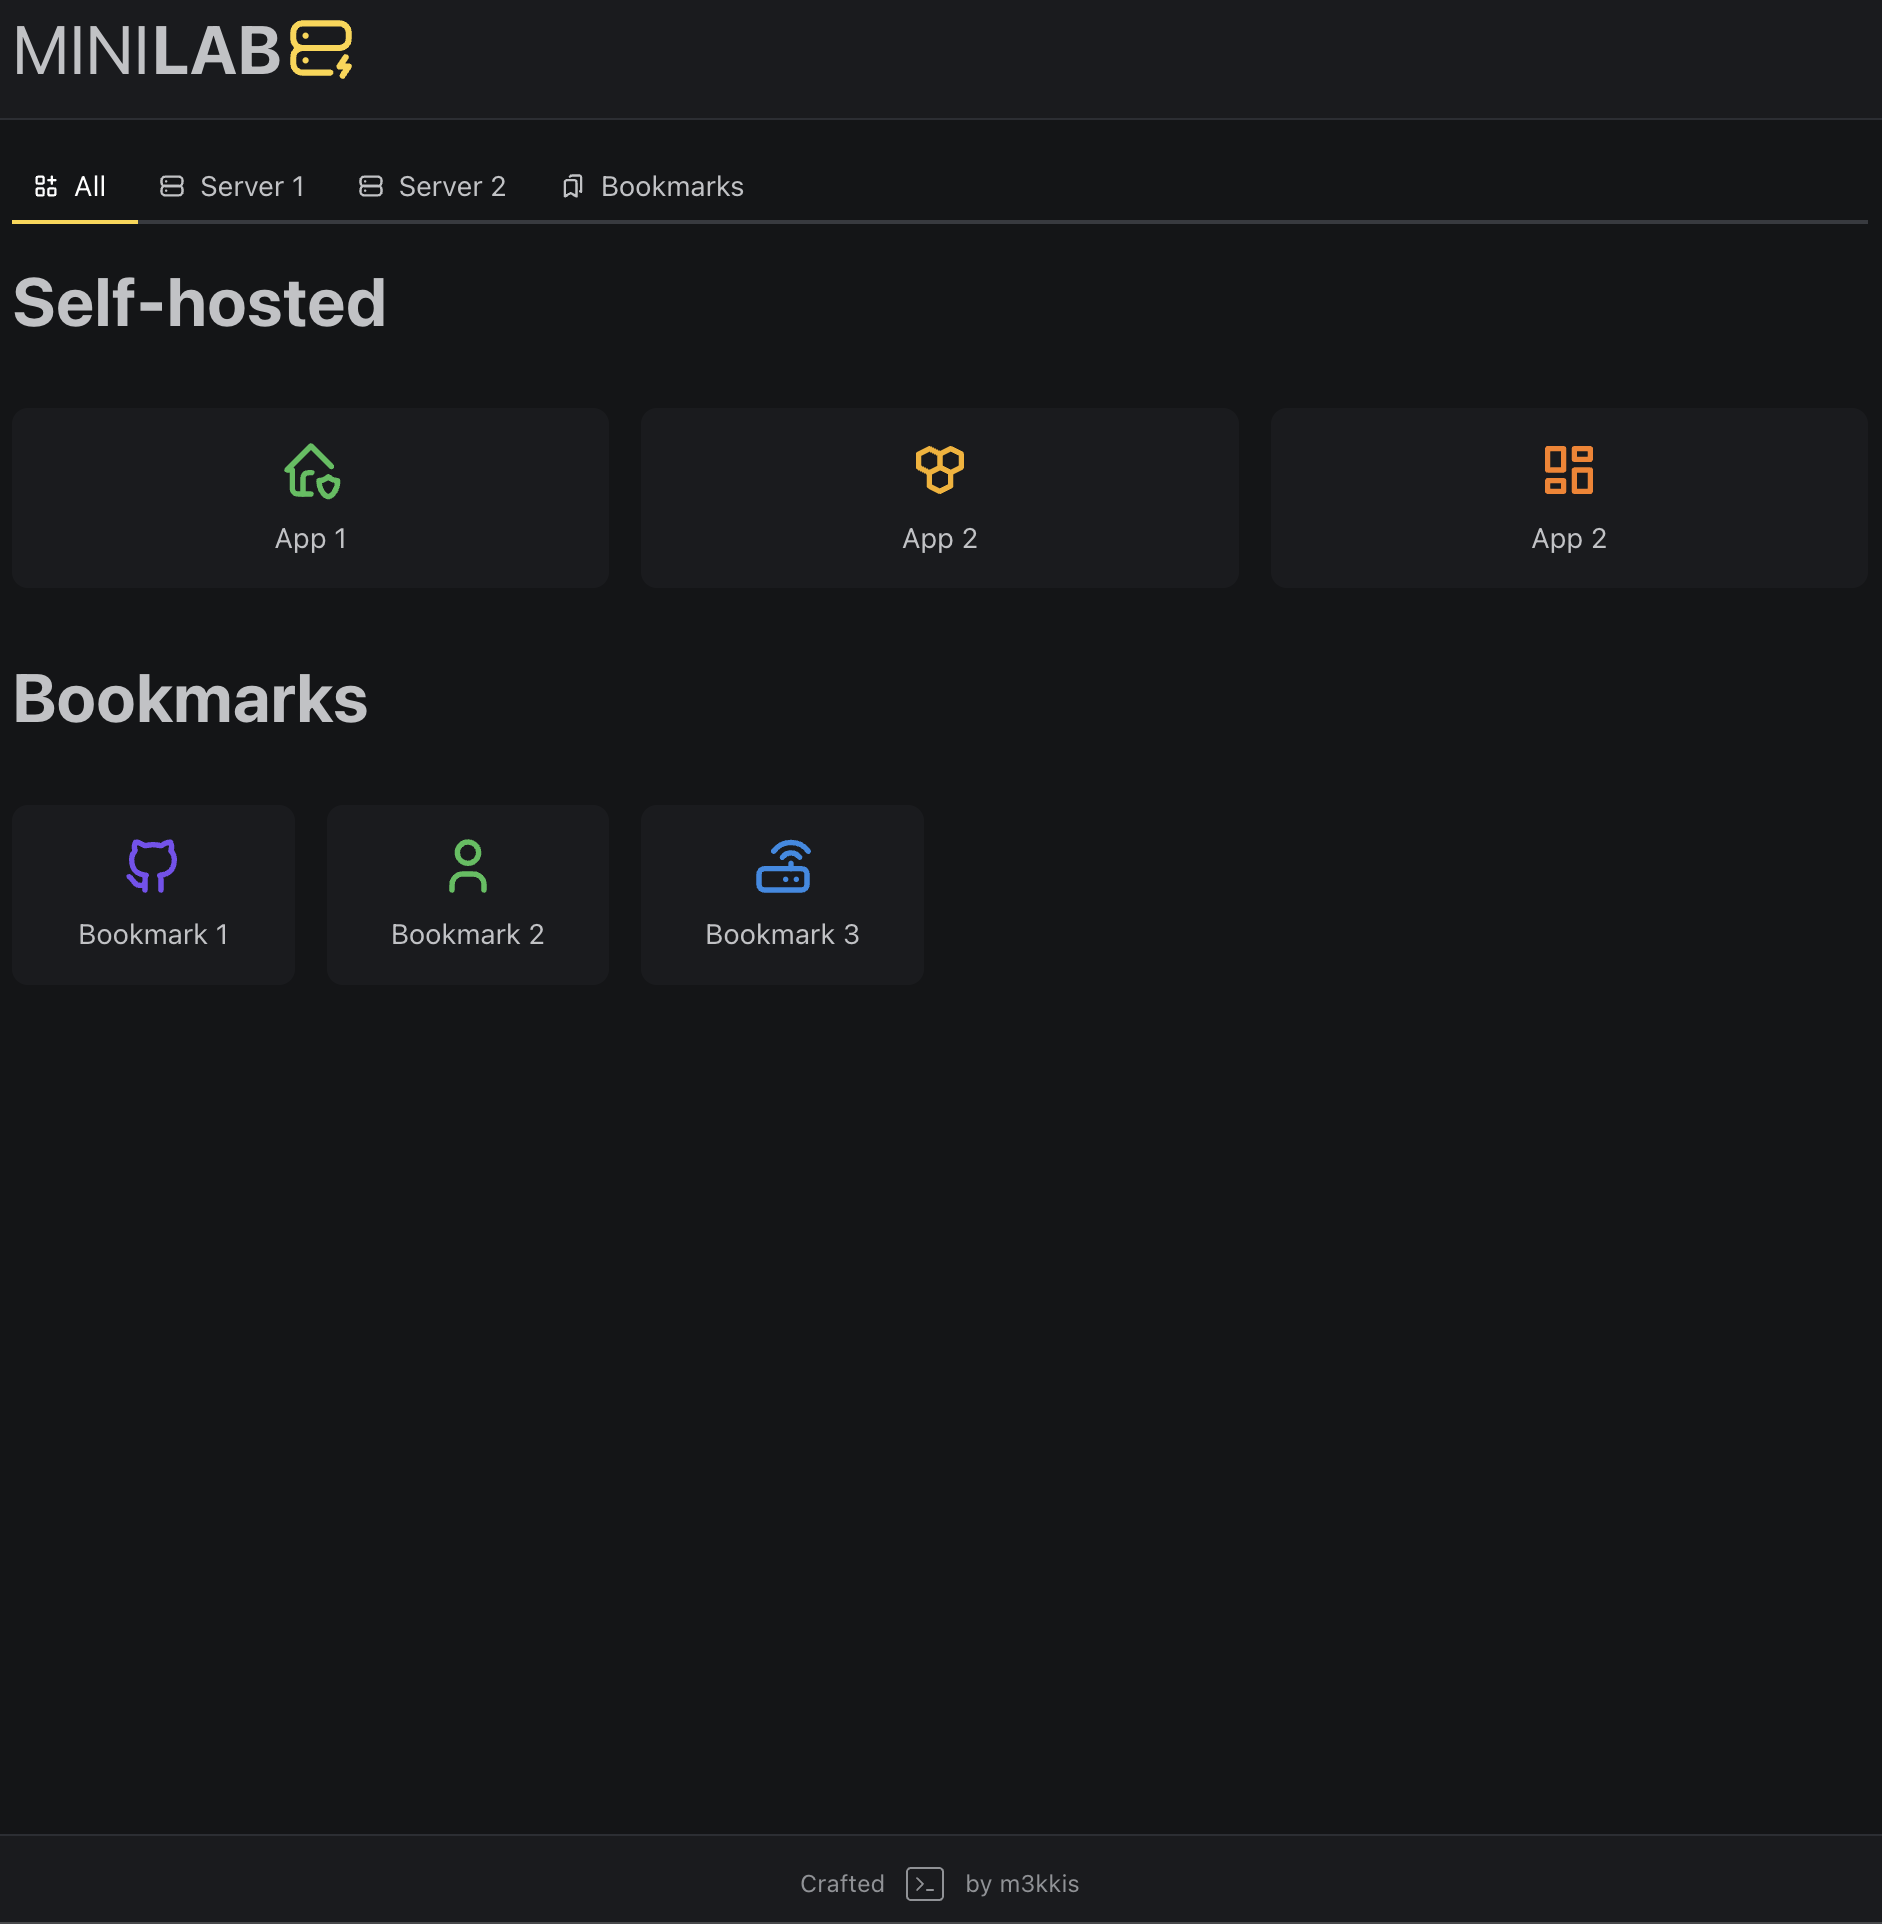 MINILAB
All Server 1 Server 2 Bookmarks
Self-hosted
App 1 App 2 App 2
Bookmarks
Bookmark 1 Bookmark 2 Bookmark 3
Crafted >_ by m3kkis